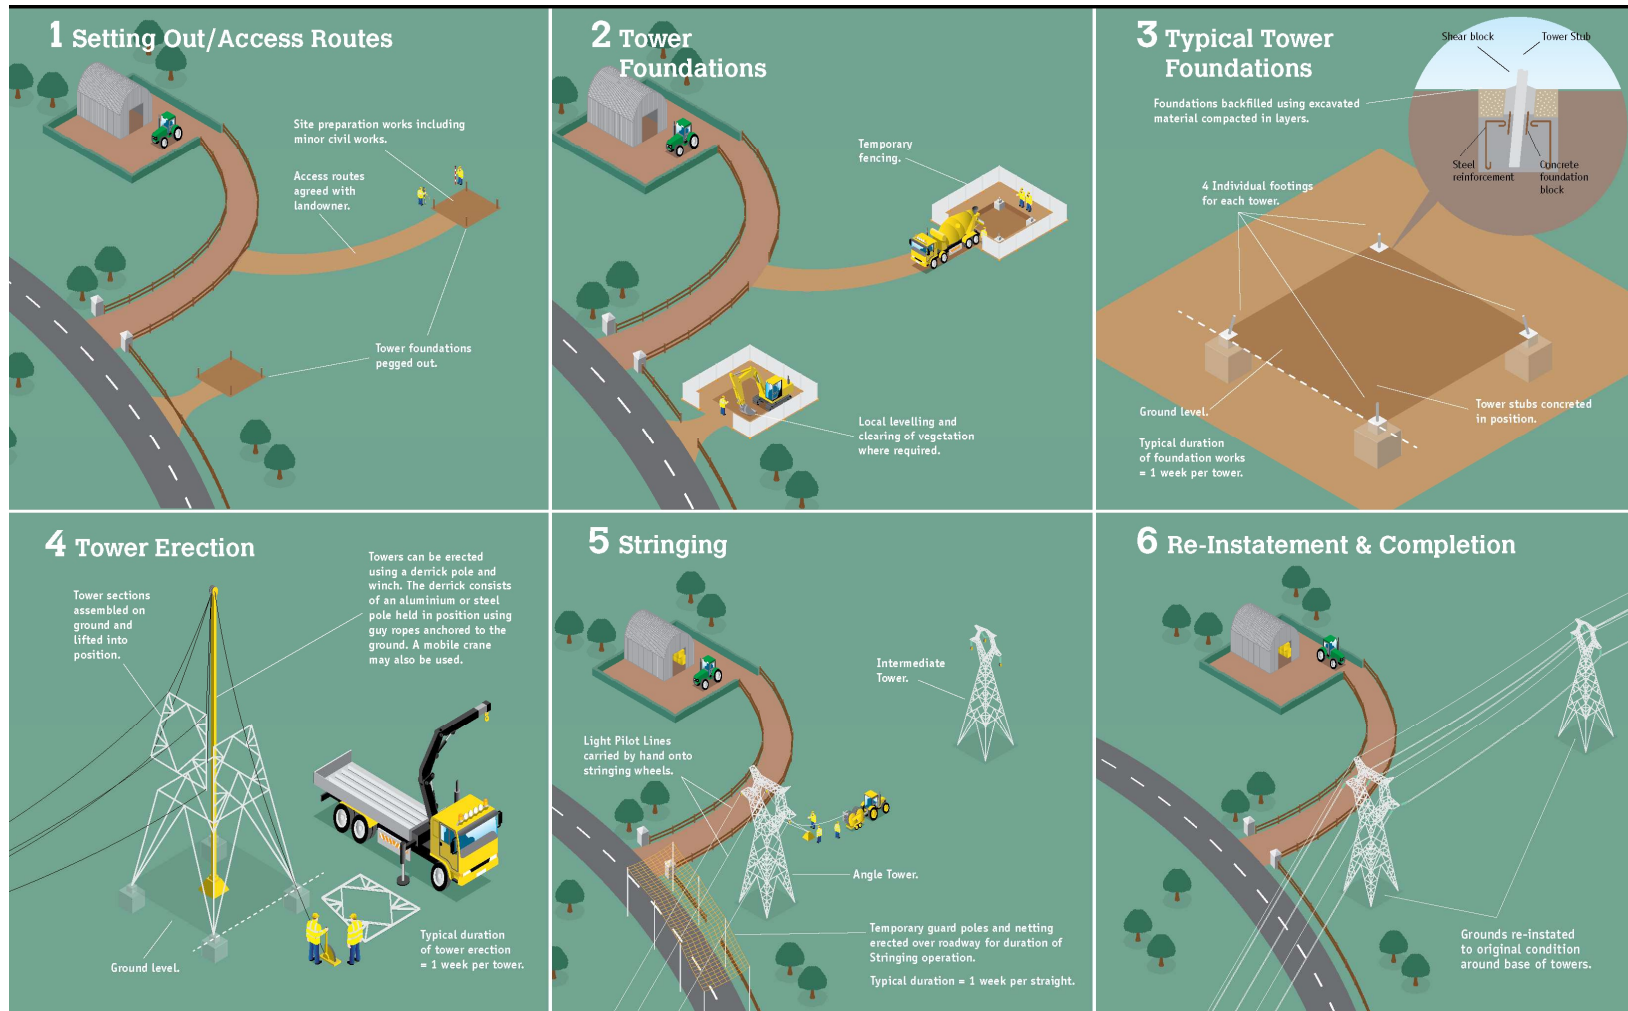 1 Setting Out/Access Routes
Site preparation works including
minor civil works.
Access routes
agreed with
landowner.
Tower foundations
pegged out.
2 Tower
Foundations
Temporary
fencing.
Local levelling and
clearing of vegetation
where required.
3 Typical Tower
Foundations
Shear block
Tower Stub
Foundations backfilled using excavated
material compacted in layers.
Steel
reinforcement
Concrete
foundation
block
4 Individual footings
for each tower.
Ground level.
Tower stubs concreted
in position.
Typical duration
of foundation works
= 1 week per tower.
4 Tower Erection
Tower sections
assembled on
ground and
lifted into
position.
Towers can be erected
using a derrick pole and
winch. The derrick consists
of an aluminium or steel
pole held in position using
guy ropes anchored to the
ground. A mobile crane
may also be used.
Ground level.
Typical duration
of tower erection
= 1 week per tower.
5 Stringing
Intermediate
Tower.
Light Pilot Lines
carried by hand onto
stringing wheels.
Angle Tower.
Temporary guard poles and netting
erected over roadway for duration of
Stringing operation.
Typical duration = 1 week per straight.
6 Re-Instatement & Completion
Grounds re-instated
to original condition
around base of towers.